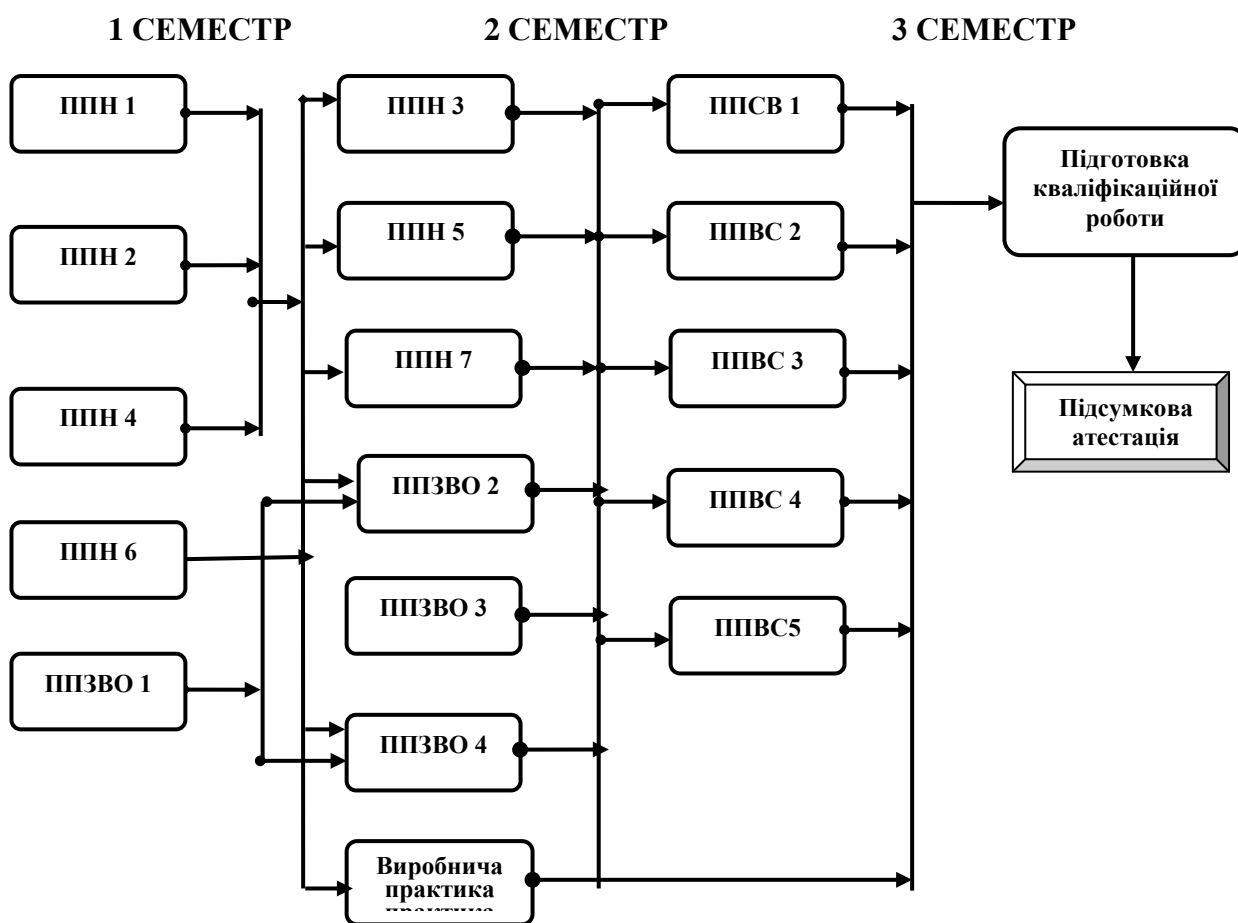 1 СЕМЕСТР
2 СЕМЕСТР
3 СЕМЕСТР
ППН 1
ППН 2
ППН 4
ППН 6
ППЗВО 1
ППН 3
ППН 5
ППН 7
ППЗВО 2
ППЗВО 3
ППЗВО 4
Виробнича
практика
практика
ППСВ 1
ППВС 2
ППВС 3
ППВС 4
ППВС5
Підготовка
кваліфікаційної
роботи
Підсумкова
атестація